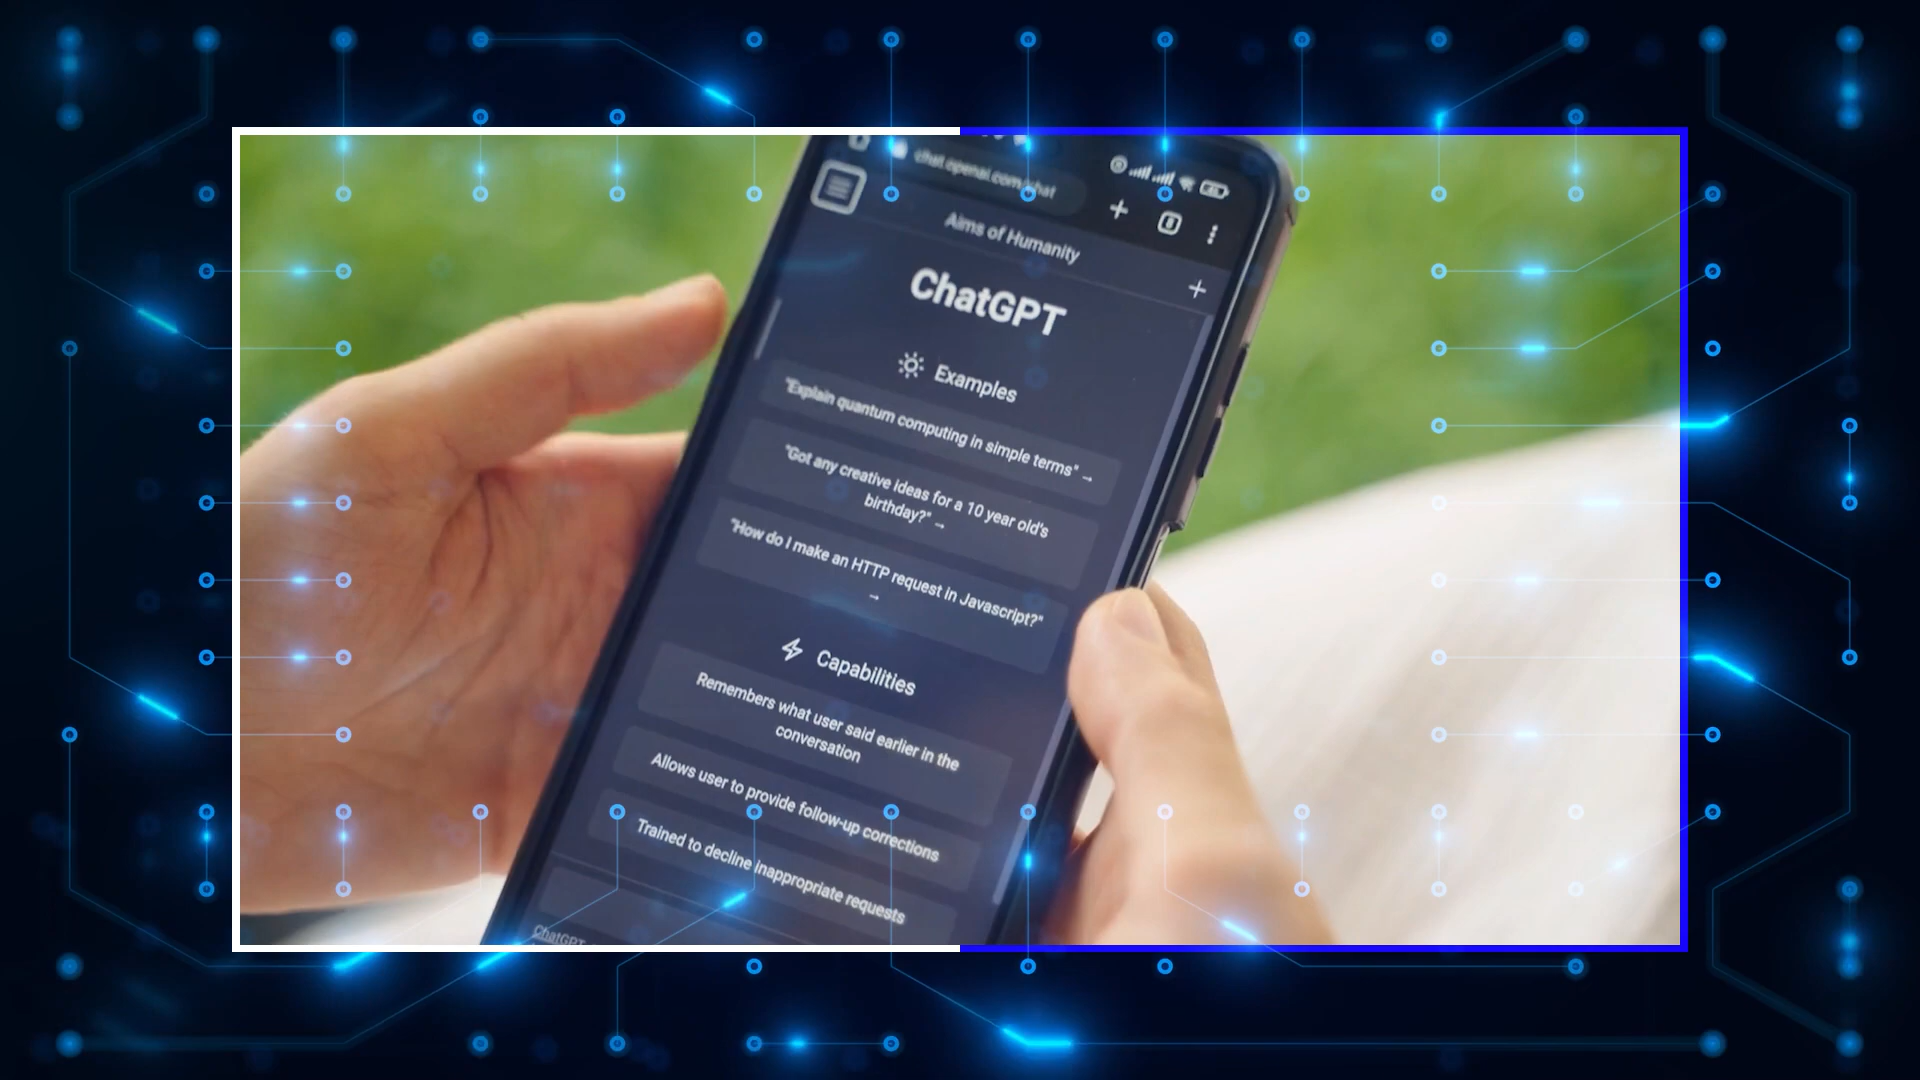 chat.openai.com/chat
Aims of Humanity
ChatGPT
Examples
"Explain quantum computing in simple terms" →
"Got any creative ideas for a 10 year old's
birthday?" →
"How do I make an HTTP request in Javascript?"
→
Capabilities
Remembers what user said earlier in the
conversation
Allows user to provide follow-up corrections
Trained to decline inappropriate requests
ChatGPT